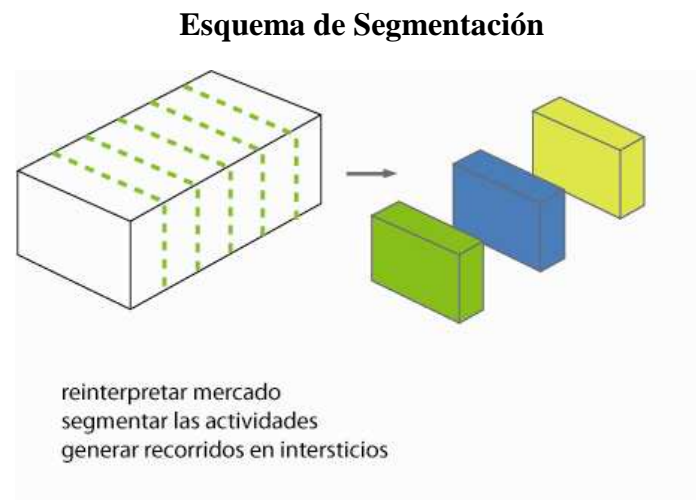 Esquema de Segmentación
reinterpretar mercado
segmentar las actividades
generar recorridos en intersticios